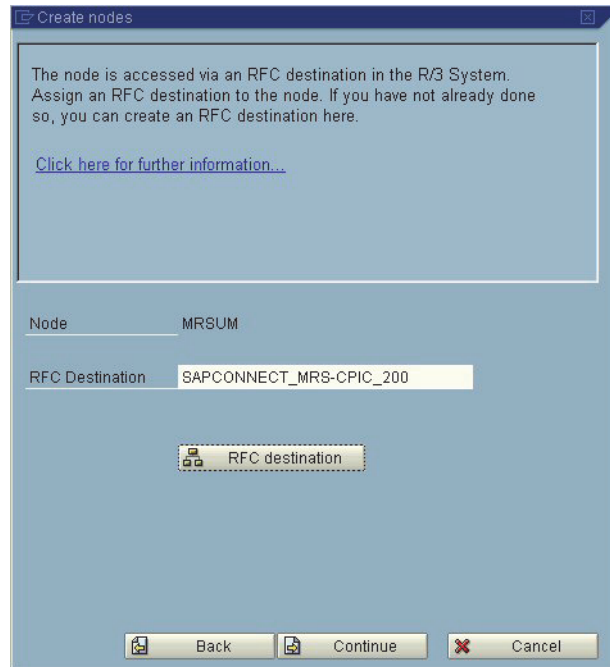 Create nodes
The node is accessed via an RFC destination in the R/3 System.
Assign an RFC destination to the node. If you have not already done
so, you can create an RFC destination here.
Click here for further information...
Node MRSUM
RFC Destination SAPCONNECT_MRS-CPIC_200
RFC destination
Back Continue Cancel